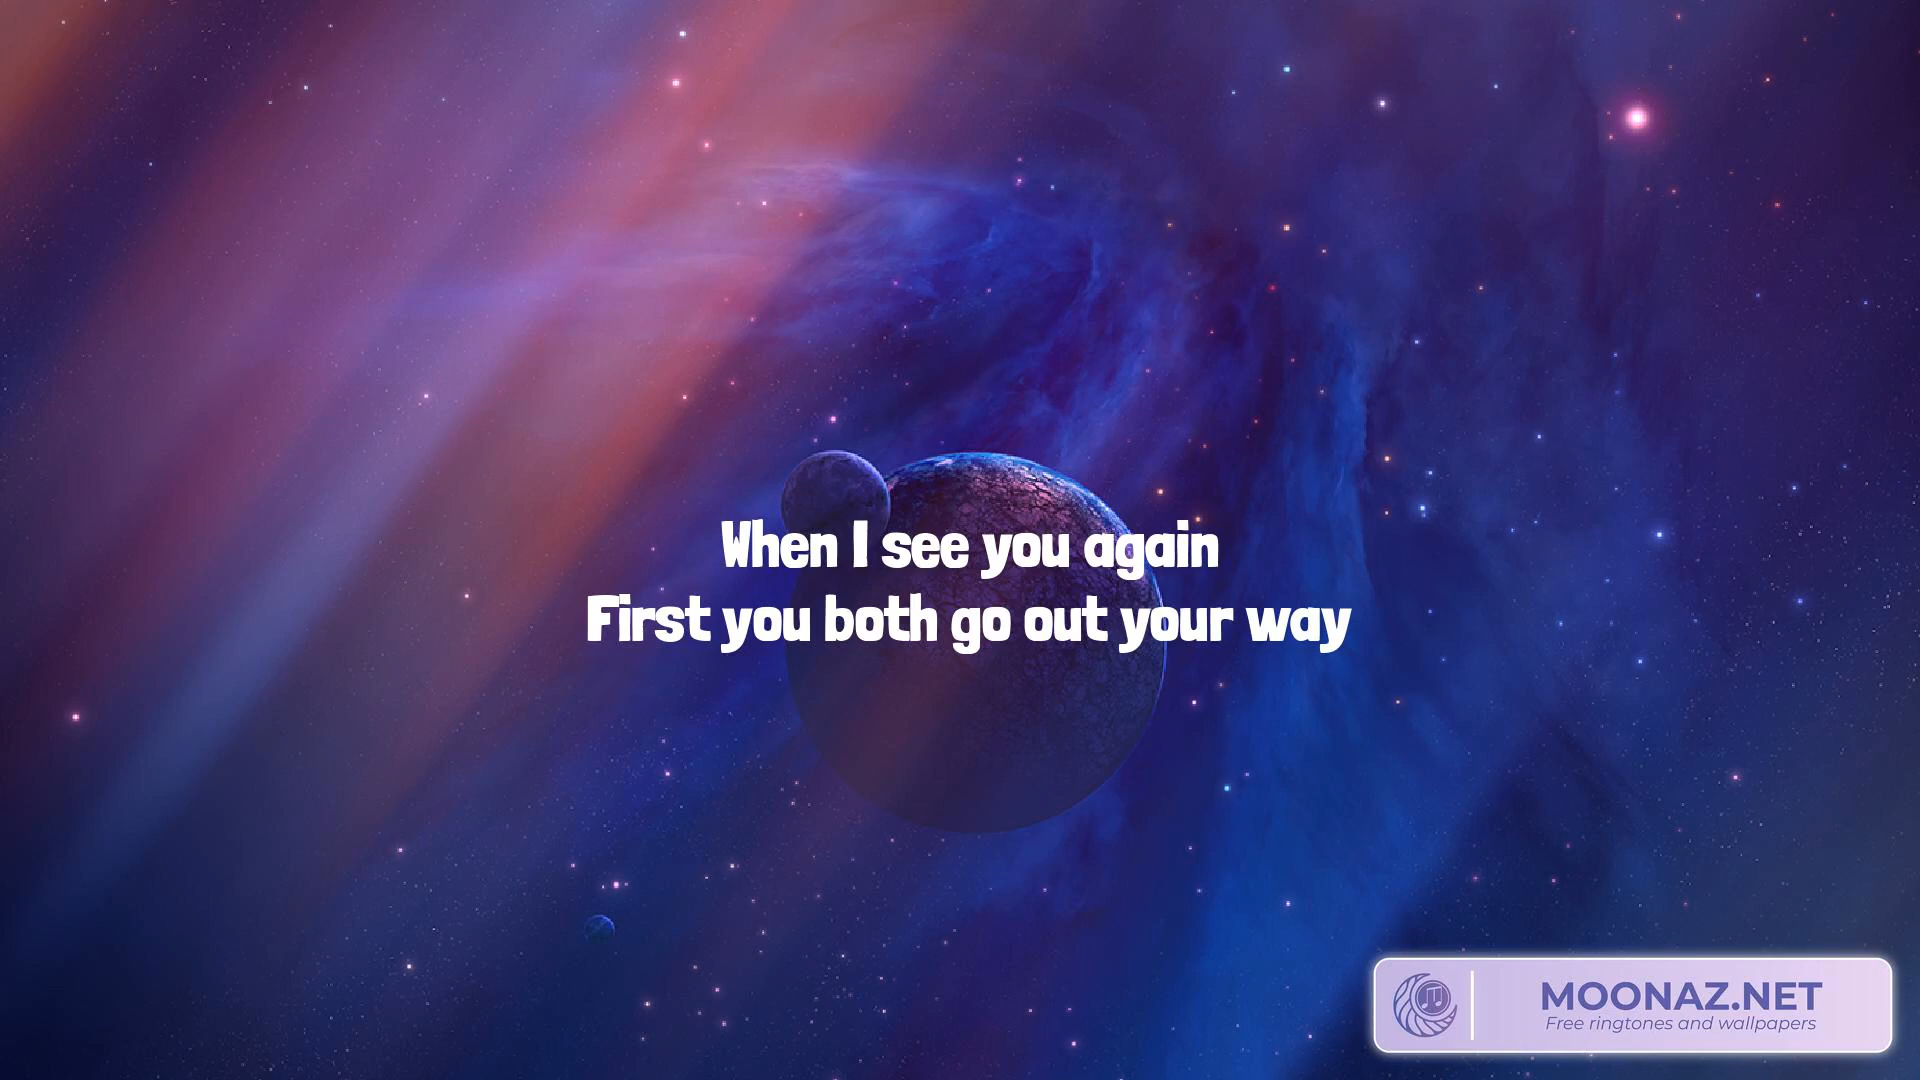 When I see you again
First you both go out your way
MOONAZ.NET
Free ringtones and wallpapers